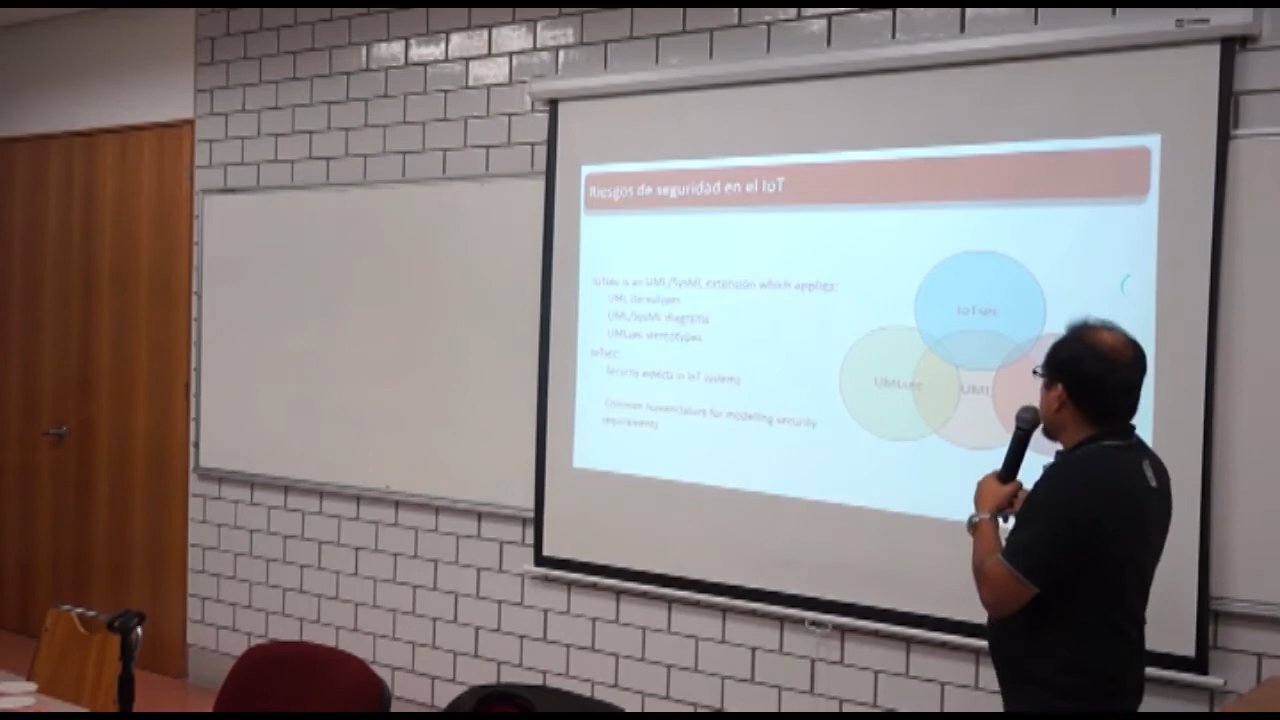 Riesgos de seguridad en el IoT
IoTsec is an UML/SysML extension which applies:
UML stereotypes
UML/SysML diagrams
UMLsec stereotypes
IoTsec:
Security aspects in IoT systems
Common nomenclature for modelling security
requirements
IoTsec
UMLsec
UML